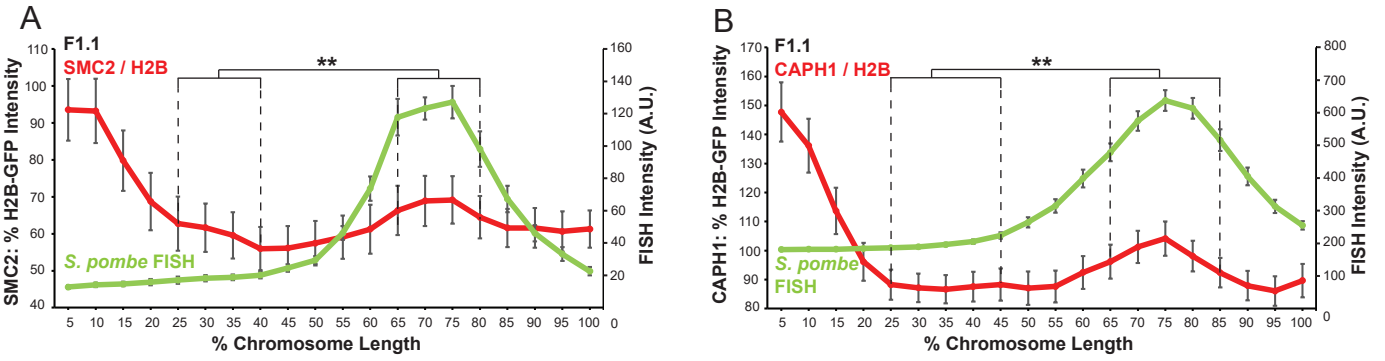 A
F1.1
SMC2 / H2B
**
S. pombe FISH
SMC2: % H2B-GFP Intensity
110
100
90
80
70
60
50
40
160
140
120
100
80
60
40
20
0
FISH Intensity (A.U.)
5 10 15 20 25 30 35 40 45 50 55 60 65 70 75 80 85 90 95 100
% Chromosome Length
B
F1.1
CAPH1 / H2B
**
S. pombe
FISH
CAPH1: % H2B-GFP Intensity
170
160
150
140
130
120
110
100
90
80
800
700
600
500
400
300
200
100
0
FISH Intensity (A.U.)
5 10 15 20 25 30 35 40 45 50 55 60 65 70 75 80 85 90 95 100
% Chromosome Length